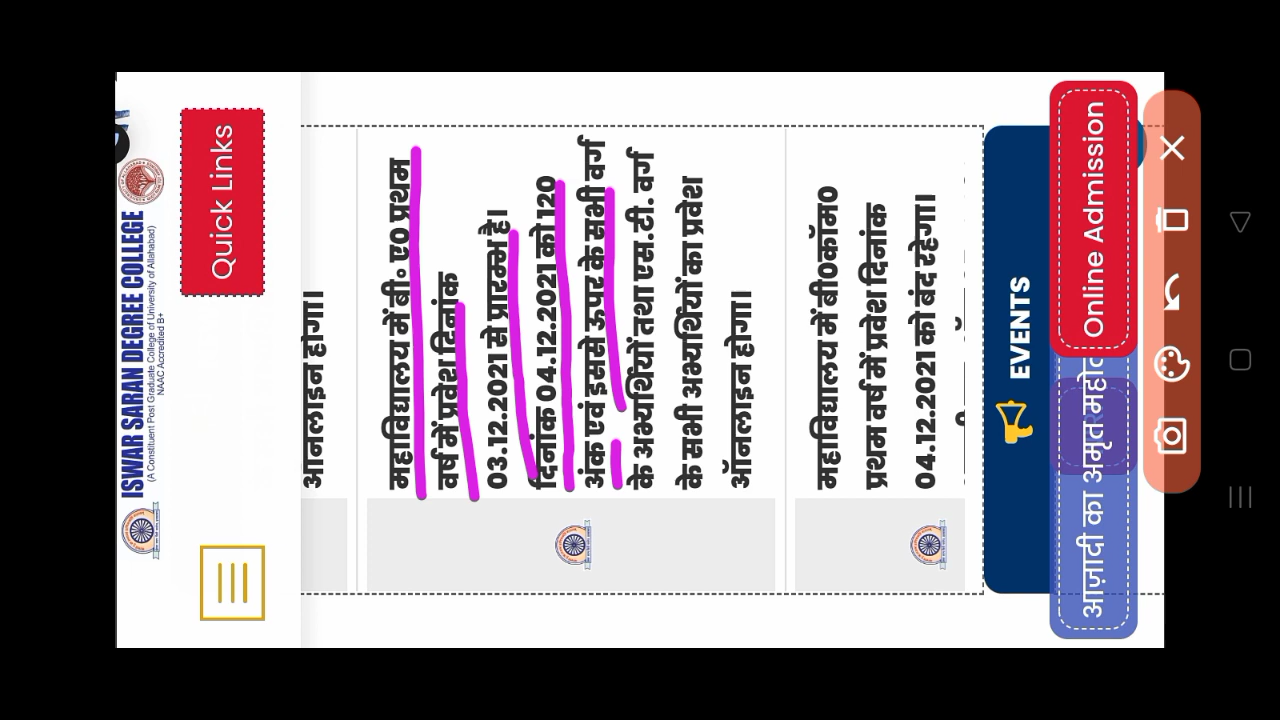 ISWAR SARAN DEGREE COLLEGE
(A Constituent Post Graduate College of University of Allahabad)
NAAC Accredited B+
Quick Links
ऑनलाइन होगा।
महाविद्यालय में बी॰ ए० प्रथम
वर्ष में प्रवेश दिनांक
03.12.2021 से प्रारम्भ है।
दिनांक 04.12.2021 को 120
अंक एवं इससे ऊपर के सभी वर्ग
के अभ्यर्थियों तथा एस.टी. वर्ग
के सभी अभ्यर्थियों का प्रवेश
ऑनलाइन होगा।
महाविद्यालय में बी०कॉम०
प्रथम वर्ष में प्रवेश दिनांक
04.12.2021 को बंद रहेगा।
EVENTS
आज़ादी का अमृत महो
Online Admission